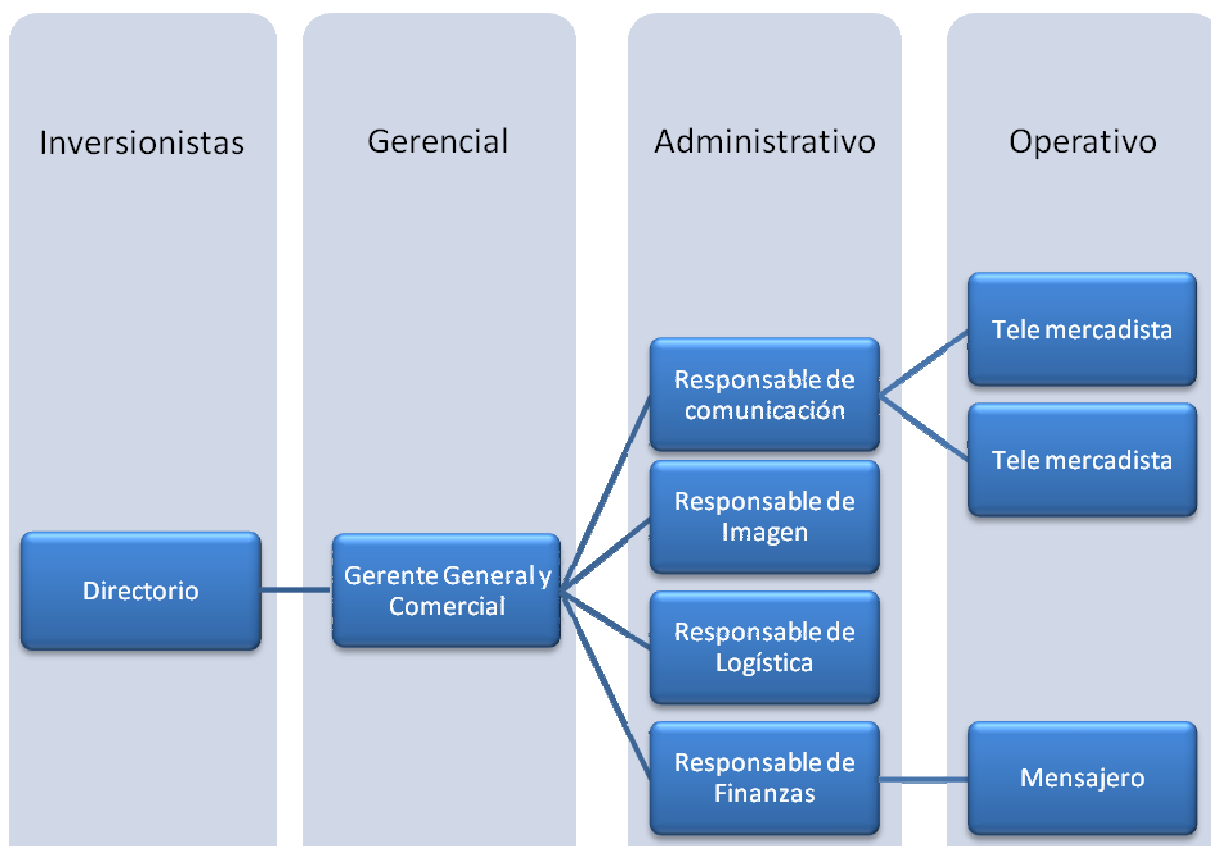 Inversionistas
Gerencial
Administrativo
Operativo
Directorio
Gerente General y
Comercial
Responsable de
comunicación
Responsable de
Imagen
Responsable de
Logística
Responsable de
Finanzas
Tele mercadista
Tele mercadista
Mensajero